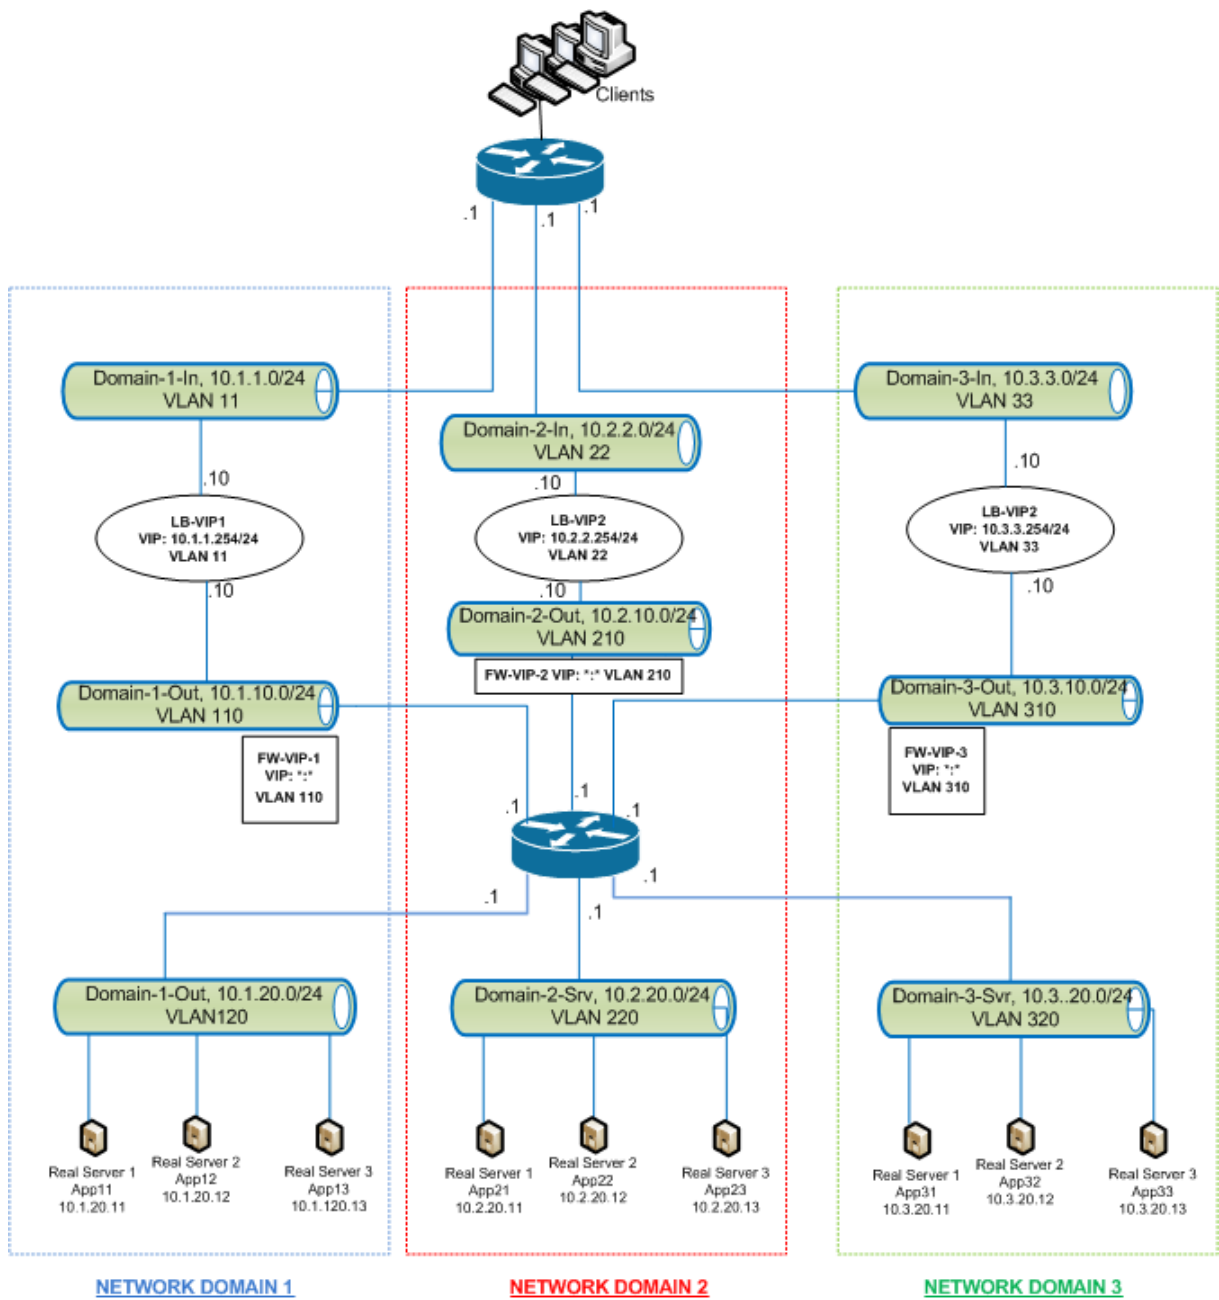 Clients
.1
.1
.1
Domain-1-In, 10.1.1.0/24
VLAN 11
Domain-2-In, 10.2.2.0/24
VLAN 22
Domain-3-In, 10.3.3.0/24
VLAN 33
.10
.10
.10
LB-VIP1
VIP: 10.1.1.254/24
VLAN 11
LB-VIP2
VIP: 10.2.2.254/24
VLAN 22
LB-VIP2
VIP: 10.3.3.254/24
VLAN 33
.10
.10
.10
Domain-1-Out, 10.1.10.0/24
VLAN 110
Domain-2-Out, 10.2.10.0/24
VLAN 210
Domain-3-Out, 10.3.10.0/24
VLAN 310
FW-VIP-1
VIP: *:*
VLAN 110
FW-VIP-2 VIP: *:* VLAN 210
FW-VIP-3
VIP: *:*
VLAN 310
.1
.1
.1
.1
.1
.1
Domain-1-Out, 10.1.20.0/24
VLAN120
Domain-2-Srv, 10.2.20.0/24
VLAN 220
Domain-3-Svr, 10.3..20.0/24
VLAN 320
Real Server 1
App11
10.1.20.11
Real Server 2
App12
10.1.20.12
Real Server 3
App13
10.1.120.13
Real Server 1
App21
10.2.20.11
Real Server 2
App22
10.2.20.12
Real Server 3
App23
10.2.20.13
Real Server 1
App31
10.3.20.11
Real Server 2
App32
10.3.20.12
Real Server 3
App33
10.3.20.13
NETWORK DOMAIN 1
NETWORK DOMAIN 2
NETWORK DOMAIN 3